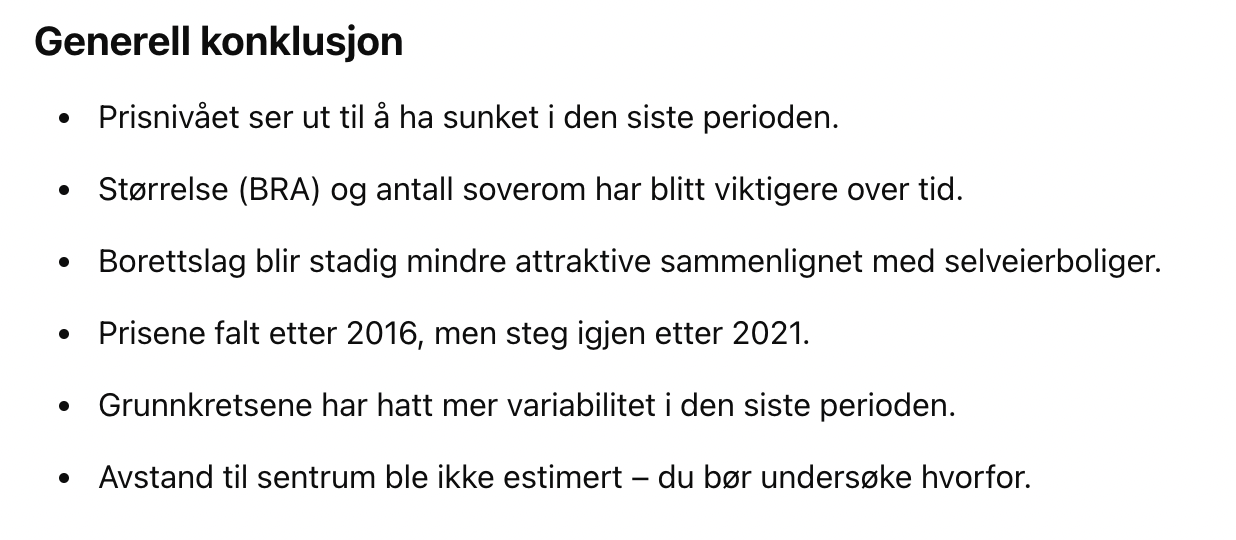 Generell konklusjon
• Prisnivået ser ut til å ha sunket i den siste perioden.
• Størrelse (BRA) og antall soverom har blitt viktigere over tid.
• Borettslag blir stadig mindre attraktive sammenlignet med selveierboliger.
• Prisene falt etter 2016, men steg igjen etter 2021.
• Grunnkretsene har hatt mer variabilitet i den siste perioden.
• Avstand til sentrum ble ikke estimert – du bør undersøke hvorfor.